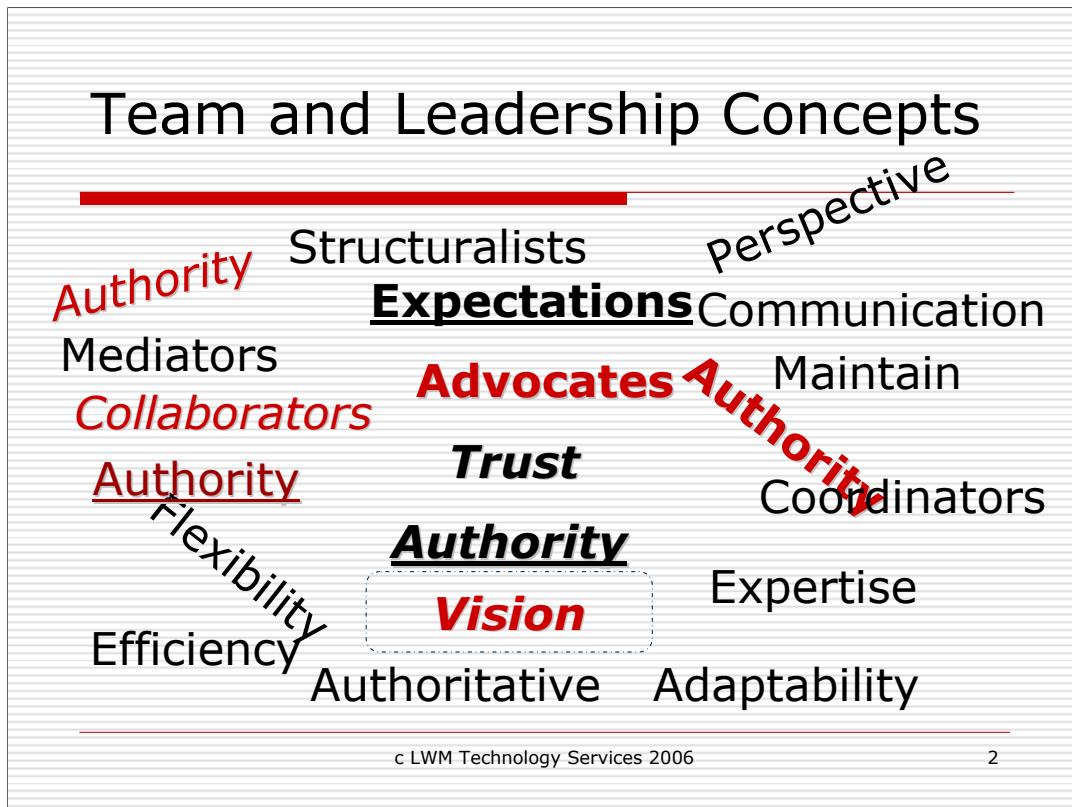 Team and Leadership Concepts
Perspective
Structuralists
Authority
Expectations
Communication
Mediators
Advocates
Maintain
Authority
Collaborators
Trust
Authority
Coordinators
Flexibility
Authority
Expertise
Vision
Efficiency
Authoritative
Adaptability
c LWM Technology Services 2006
2